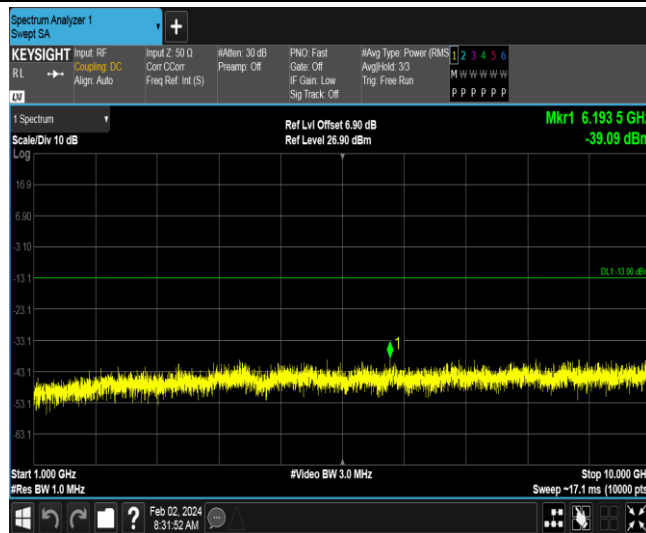 Spectrum Analyzer 1
Swept SA
+
KEYSIGHT
RL
LXI
Input: RF
Coupling: DC
Align: Auto
Input Z: 50 Ω
Corr CCorr
Freq Ref: Int (S)
#Atten: 30 dB
Preamp: Off
PNO: Fast
Gate: Off
IF Gain: Low
Sig Track: Off
#Avg Type: Power (RMS
Avg|Hold: 3/3
Trig: Free Run
1 2 3 4 5 6
M W W W W W
P P P P P P
1 Spectrum
Scale/Div 10 dB
Log
Ref Lvl Offset 6.90 dB
Ref Level 26.90 dBm
Mkr1 6.193 5 GHz
-39.09 dBm
16.9
6.90
-3.10
-13.1
DL1 -13.00 dBm
-23.1
-33.1
1
-43.1
-53.1
-63.1
Start 1.000 GHz
#Res BW 1.0 MHz
#Video BW 3.0 MHz
Stop 10.000 GHz
Sweep ~17.1 ms (10000 pts
?
Feb 02, 2024
8:31:52 AM